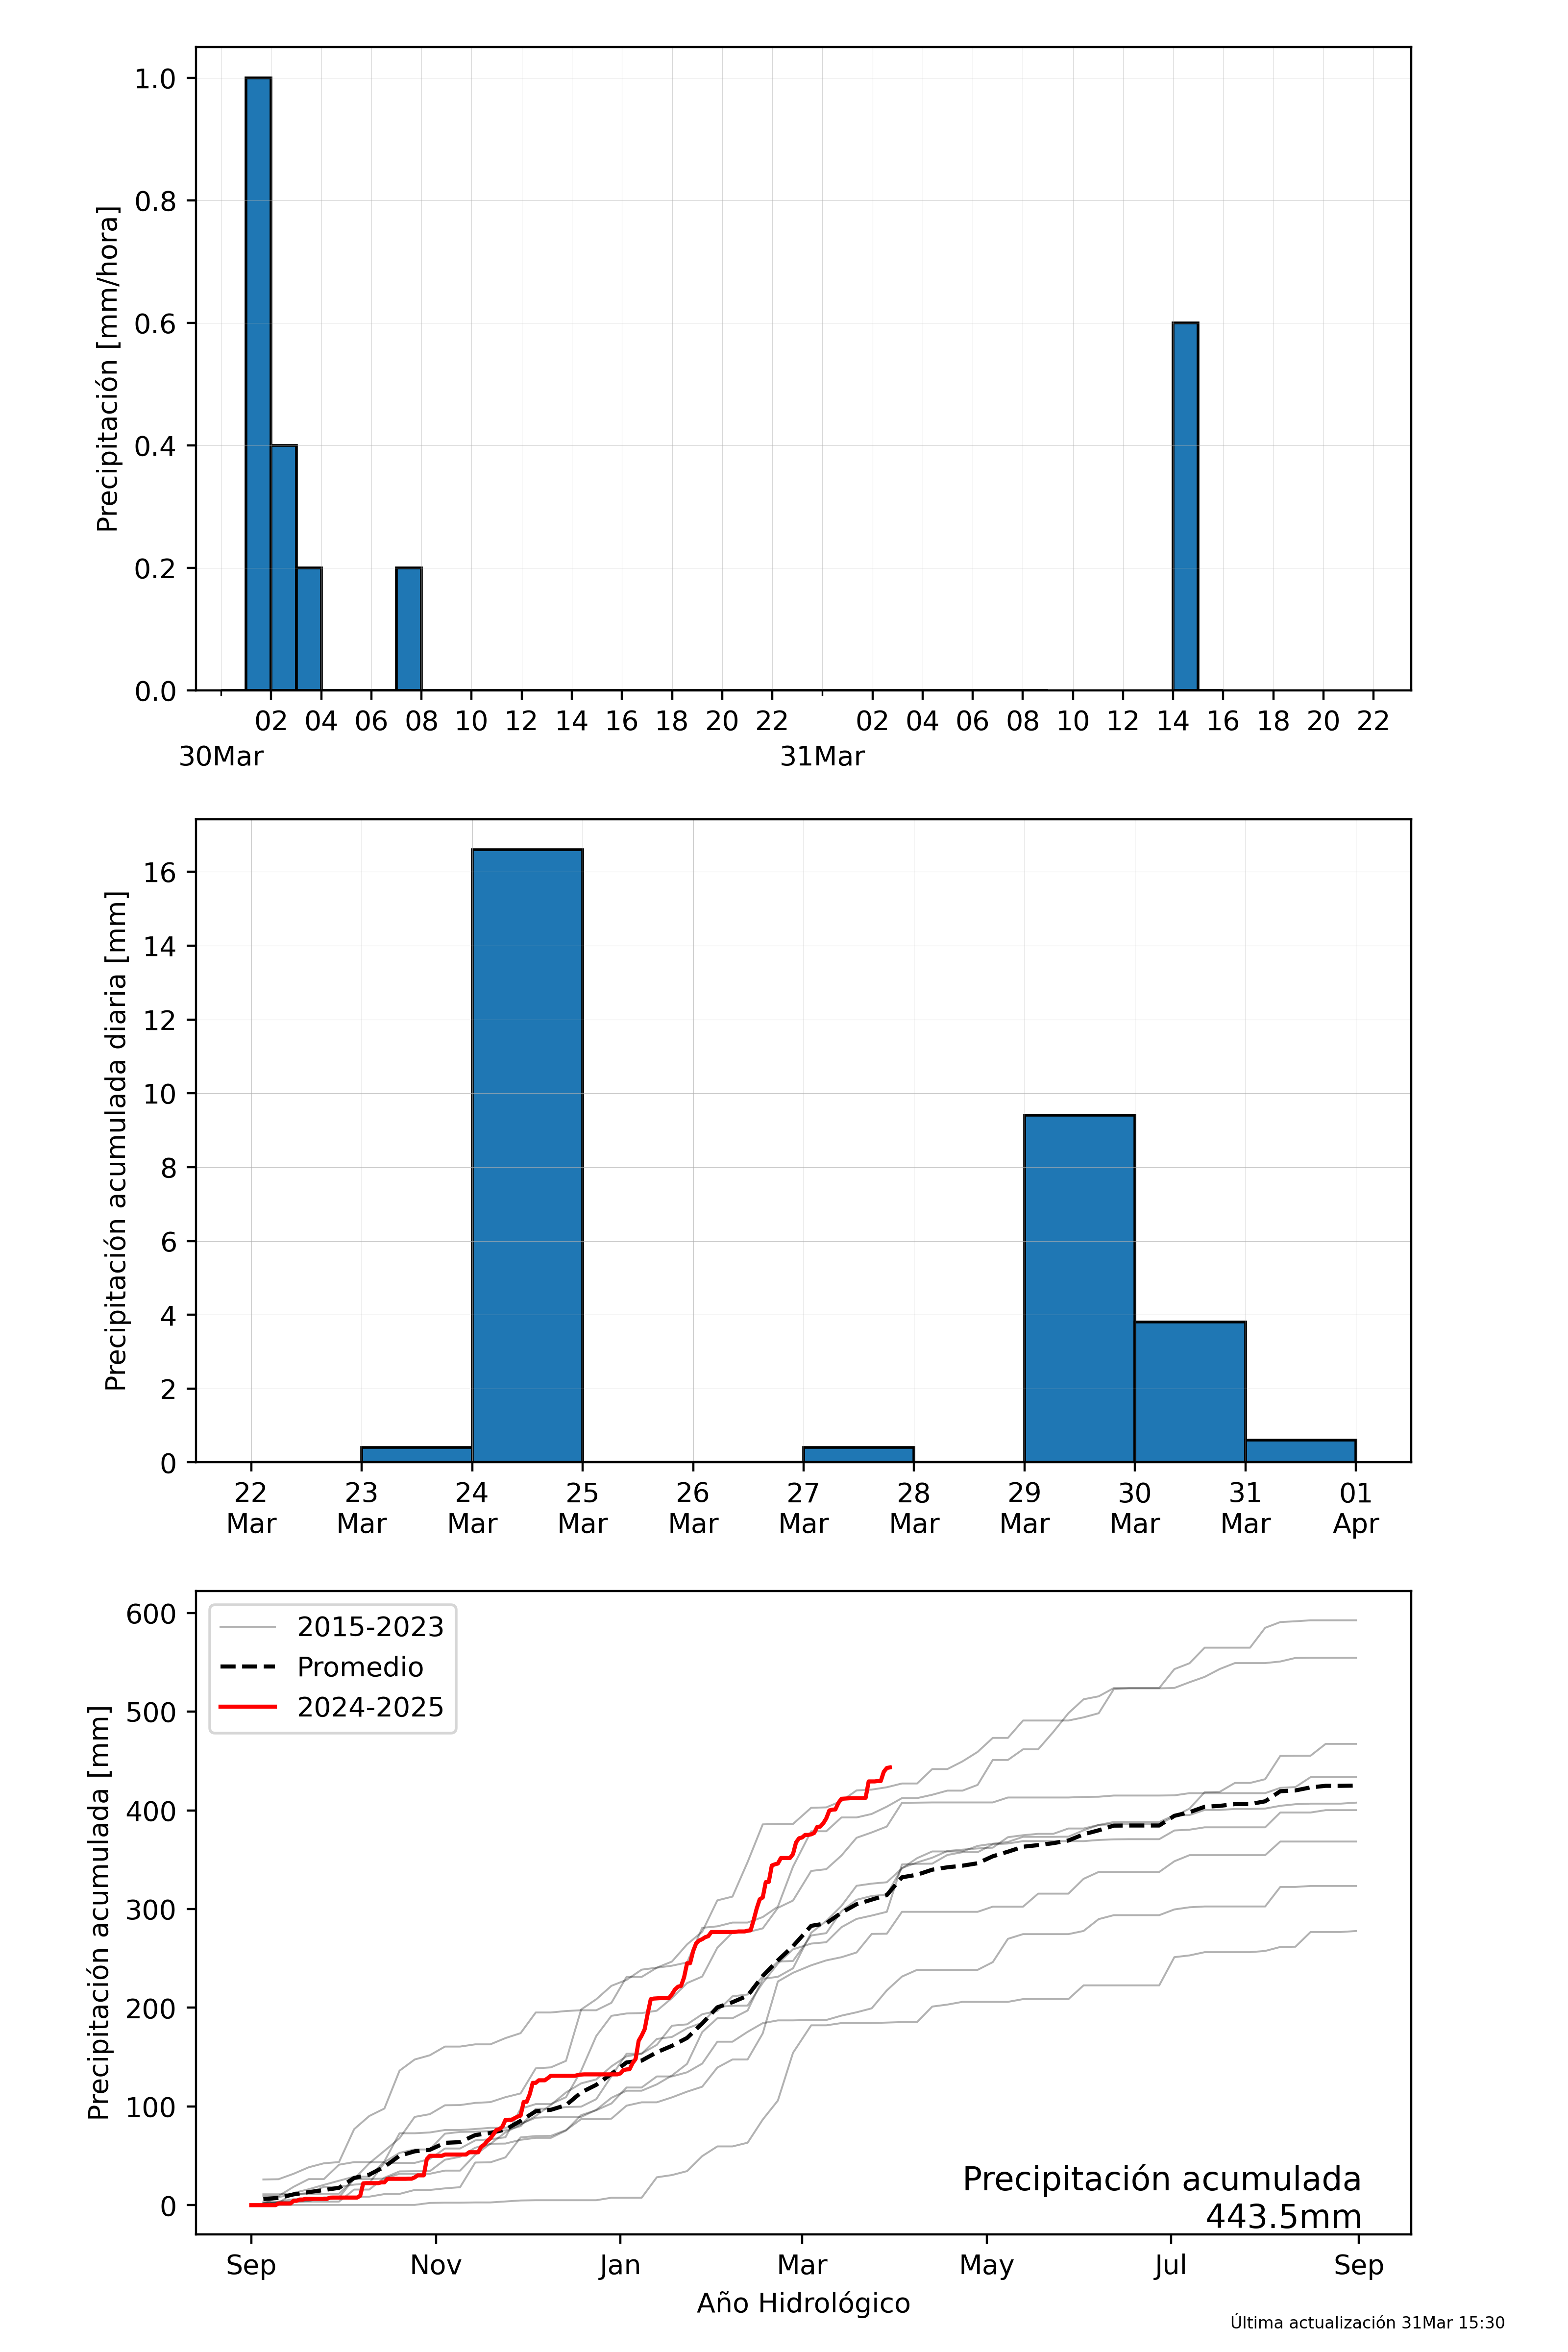 Precipitación [mm/hora]
1.0
0.8
0.6
0.4
0.2
0.0
02 04 06 08 10 12 14 16 18 20 22 02 04 06 08 10 12 14 16 18 20 22
30Mar 31Mar
Precipitación acumulada diaria [mm]
16
14
12
10
8
6
4
2
0
22 23 24 25 26 27 28 29 30 31 01
Mar Mar Mar Mar Mar Mar Mar Mar Mar Mar Apr
Precipitación acumulada [mm]
600
500
400
300
200
100
0
2015-2023
Promedio
2024-2025
Precipitación acumulada
443.5mm
Sep Nov Jan Mar May Jul Sep
Año Hidrológico
Última actualización 31Mar 15:30